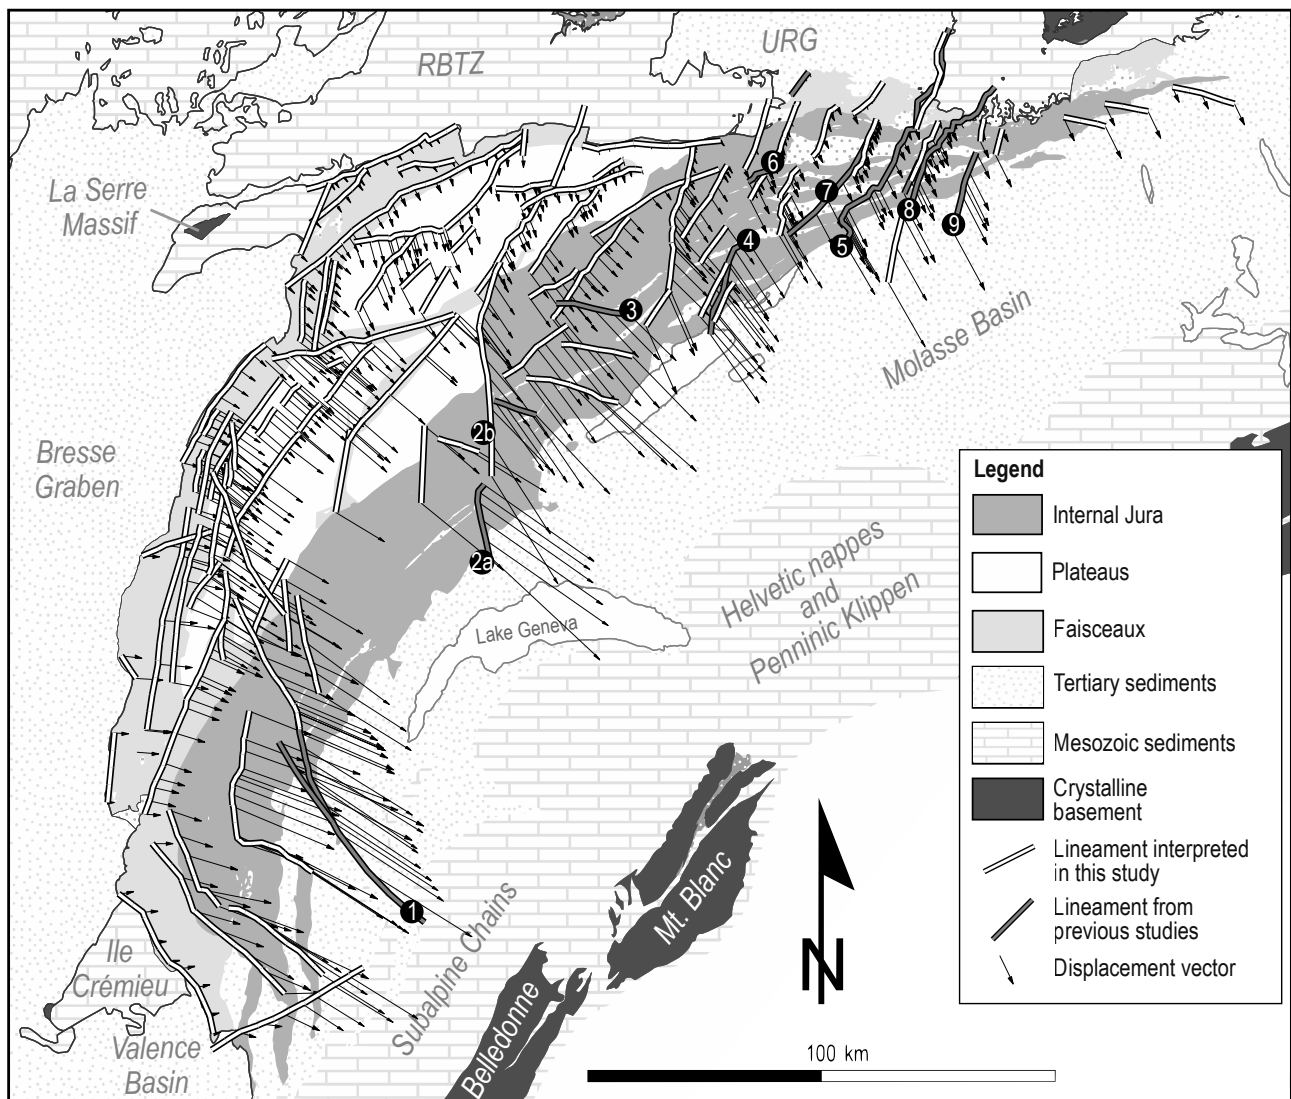 RBTZ
URG
La Serre
Massif
6
7
8
9
5
4
3
Molasse Basin
Bresse
Graben
2b
2a
Lake Geneva
Helvetic nappes
and
Penninic Klippen
1
Subalpine Chains
Mt. Blanc
Belledonne
Ile
Crémieu
Valence
Basin
N
100 km
Legend
Internal Jura
Plateaus
Faisceaux
Tertiary sediments
Mesozoic sediments
Crystalline
basement
Lineament interpreted
in this study
Lineament from
previous studies
Displacement vector